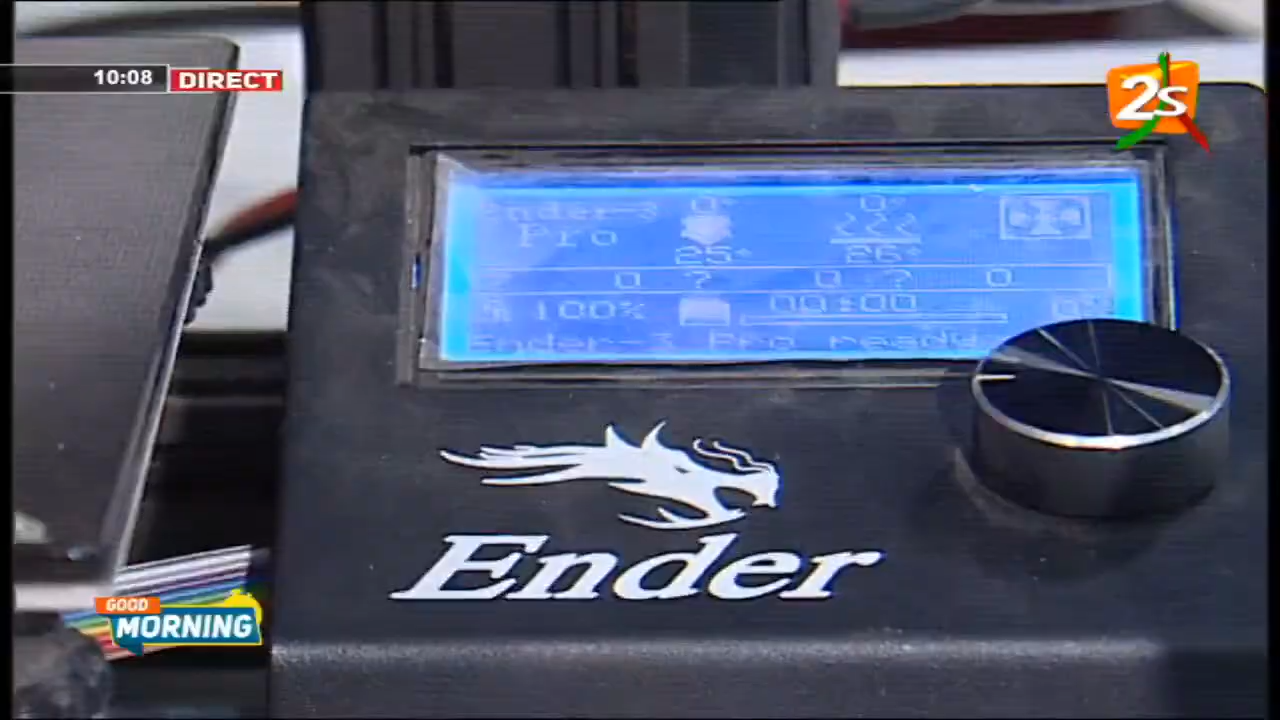 10:08 DIRECT
2s
Ender-3 0° 0°
Pro
25° 26°
0 ? 0 ? 0
100% 00:00
Ender-3 Pro ready
Ender
GOOD
MORNING